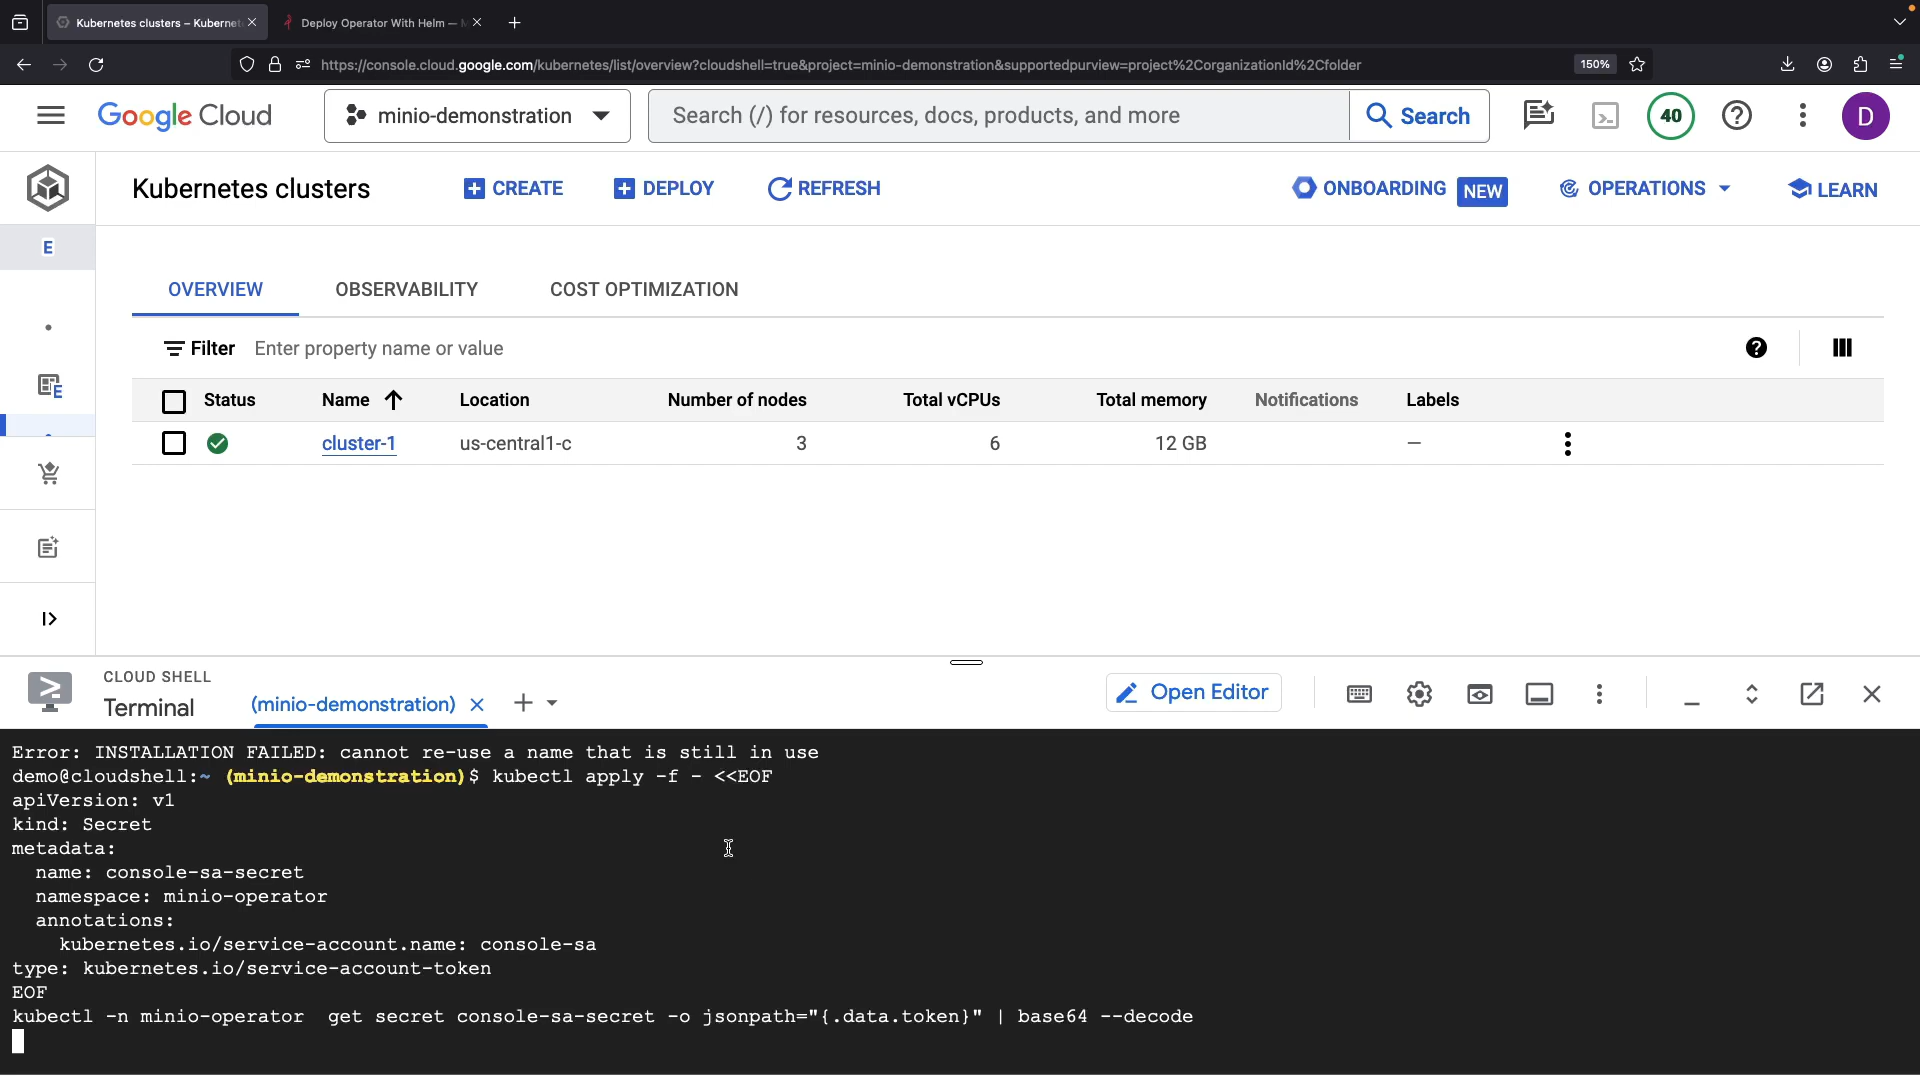 Kubernetes clusters – Kubernet
Deploy Operator With Helm — M
https://console.cloud.google.com/kubernetes/list/overview?cloudshell=true&project=minio-demonstration&supportedpurview=project%2CorganizationId%2Cfolder
150%
Google Cloud
minio-demonstration
Search (/) for resources, docs, products, and more
Search
40
D
Kubernetes clusters
CREATE
DEPLOY
REFRESH
ONBOARDING NEW
OPERATIONS
LEARN
E
OVERVIEW
OBSERVABILITY
COST OPTIMIZATION
Filter Enter property name or value
E
Status Name Location Number of nodes Total vCPUs Total memory Notifications Labels
cluster-1 us-central1-c 3 6 12 GB —
CLOUD SHELL
Terminal
(minio-demonstration)
Open Editor
Error: INSTALLATION FAILED: cannot re-use a name that is still in use
demo@cloudshell:~ (minio-demonstration)$ kubectl apply -f - <<EOF
apiVersion: v1
kind: Secret
metadata:
  name: console-sa-secret
  namespace: minio-operator
  annotations:
    kubernetes.io/service-account.name: console-sa
type: kubernetes.io/service-account-token
EOF
kubectl -n minio-operator  get secret console-sa-secret -o jsonpath="{.data.token}" | base64 --decode